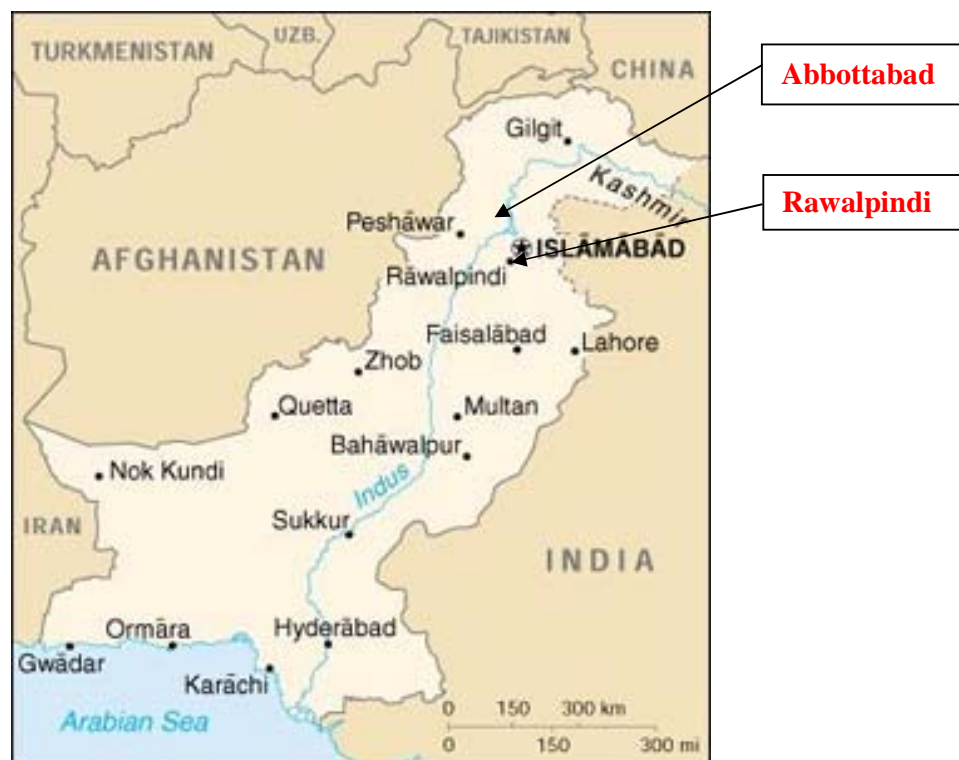 TURKMENISTAN
UZB.
TAJIKISTAN
CHINA
Abbottabad
Gilgit
Kashmir
Rawalpindi
Peshāwar
ISLĀMĀBĀD
AFGHANISTAN
Rāwalpindi
Faisalābad
Lahore
Zhob
Quetta
Multan
Bahāwalpur
Nok Kundi
Indus
Sukkur
IRAN
INDIA
Ormāra
Hyderābad
Gwādar
Karāchi
Arabian Sea
0 150 300 km
0 150 300 mi